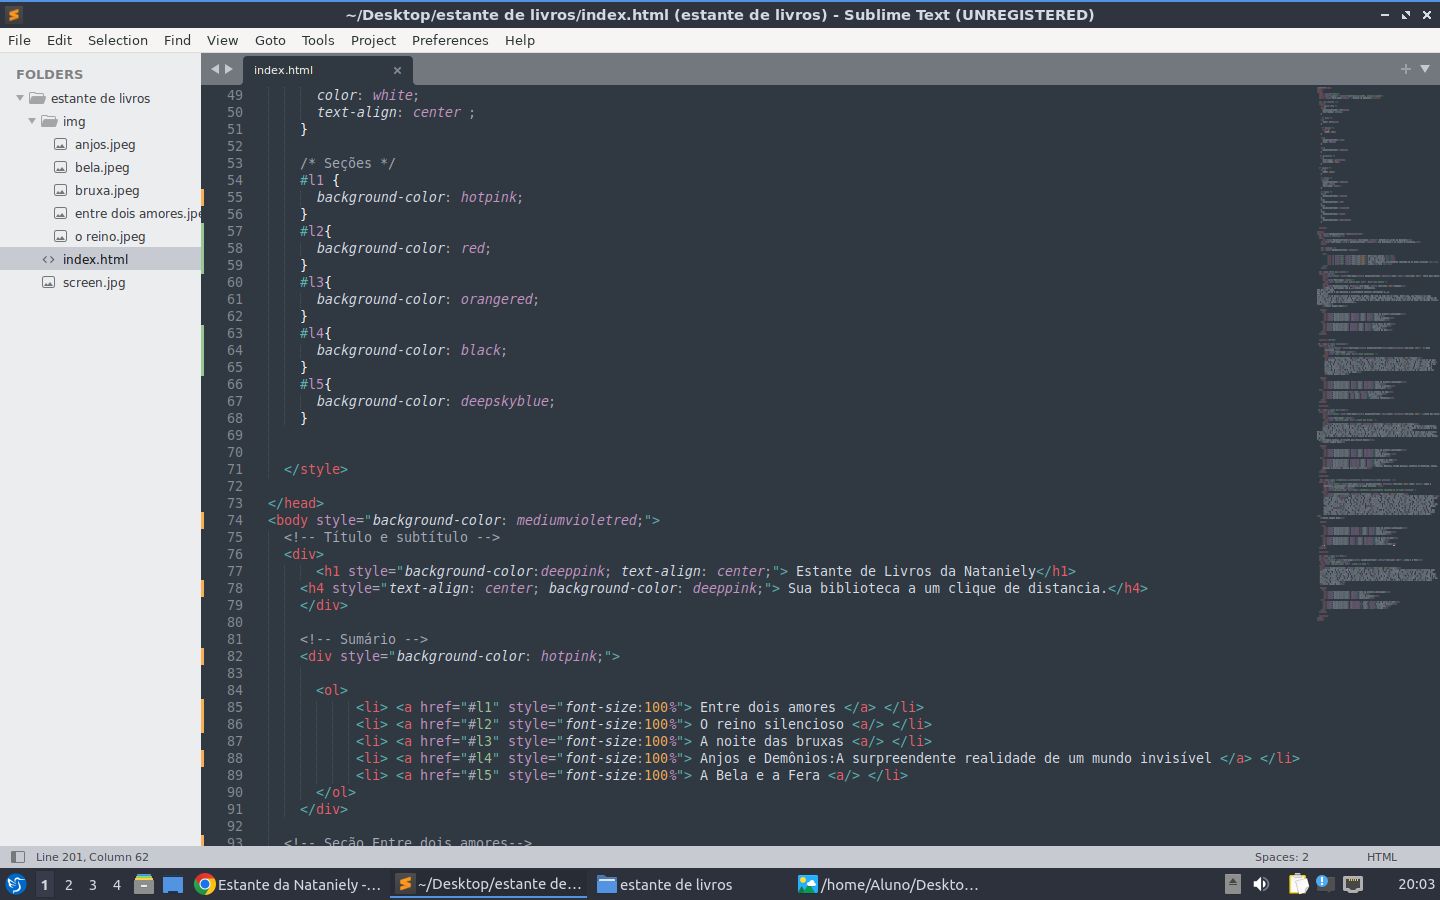 ~/Desktop/estante de livros/index.html (estante de livros) - Sublime Text (UNREGISTERED)
File Edit Selection Find View Goto Tools Project Preferences Help
FOLDERS
estante de livros
img
anjos.jpeg
bela.jpeg
bruxa.jpeg
entre dois amores.jpe
o reino.jpeg
index.html
screen.jpg
index.html
49 color: white;
50 text-align: center ;
51 }
52
53 /* Seções */
54 #l1 {
55 background-color: hotpink;
56 }
57 #l2{
58 background-color: red;
59 }
60 #l3{
61 background-color: orangered;
62 }
63 #l4{
64 background-color: black;
65 }
66 #l5{
67 background-color: deepskyblue;
68 }
69
70
71 </style>
72
73 </head>
74 <body style="background-color: mediumvioletred;">
75 <!-- Título e subtítulo -->
76 <div>
77 <h1 style="background-color:deeppink; text-align: center;"> Estante de Livros da Nataniely</h1>
78 <h4 style="text-align: center; background-color: deeppink;"> Sua biblioteca a um clique de distancia.</h4>
79 </div>
80
81 <!-- Sumário -->
82 <div style="background-color: hotpink;">
83
84 <ol>
85 <li> <a href="#l1" style="font-size:100%"> Entre dois amores </a> </li>
86 <li> <a href="#l2" style="font-size:100%"> O reino silencioso <a/> </li>
87 <li> <a href="#l3" style="font-size:100%"> A noite das bruxas <a/> </li>
88 <li> <a href="#l4" style="font-size:100%"> Anjos e Demônios:A surpreendente realidade de um mundo invisível </a> </li>
89 <li> <a href="#l5" style="font-size:100%"> A Bela e a Fera <a/> </li>
90 </ol>
91 </div>
92
93 <!-- Seção Entre dois amores-->
Line 201, Column 62
Spaces: 2
HTML
1 2 3 4
Estante da Nataniely -...
~/Desktop/estante de...
estante de livros
/home/Aluno/Deskto...
20:03